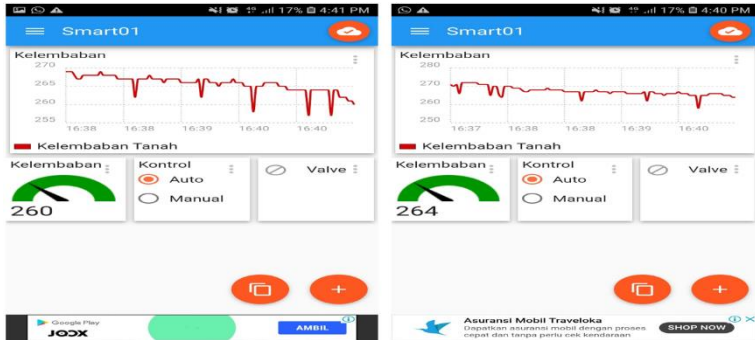 17% 4:41 PM
Smart01
Kelembaban
270
265
260
255
16:38 16:38 16:39 16:40 16:40
Kelembaban Tanah
Kelembaban
260
Kontrol
Auto
Manual
Valve
Google Play
JOOX
AMBIL
17% 4:40 PM
Smart01
Kelembaban
280
270
260
250
16:37 16:38 16:38 16:39 16:40
Kelembaban Tanah
Kelembaban
264
Kontrol
Auto
Manual
Valve
Asuransi Mobil Traveloka
Dapatkan asuransi mobil dengan proses
cepat dan tanpa perlu cek kendaraan
SHOP NOW